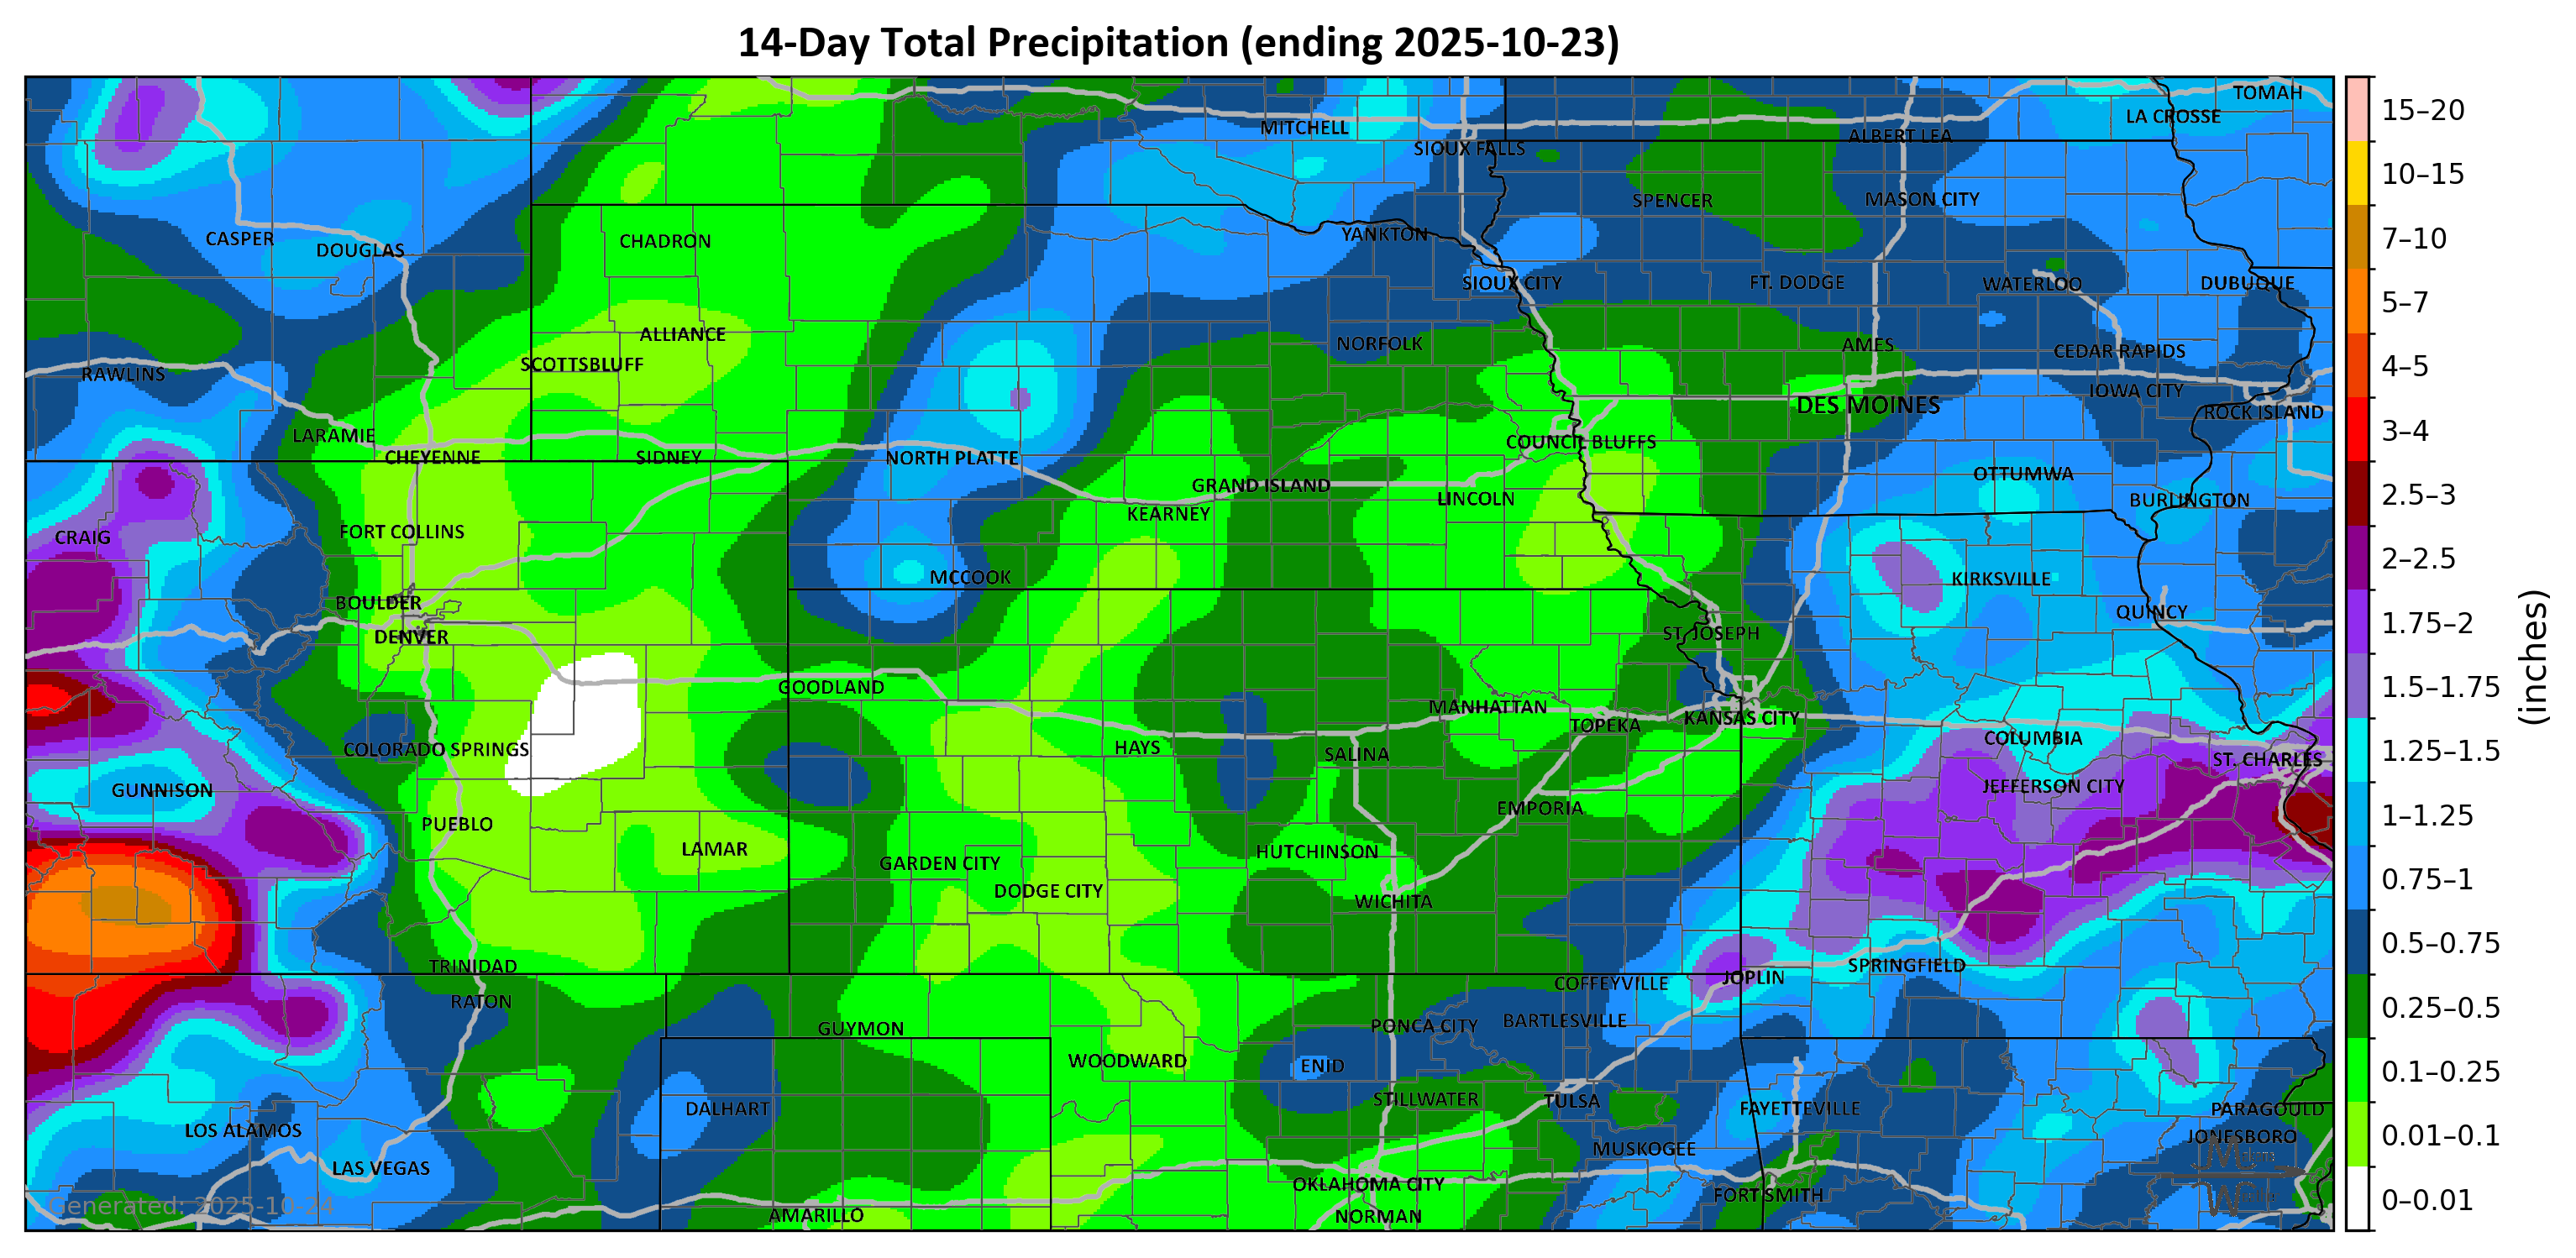 14-Day Total Precipitation (ending 2025-10-23)
TOMAH
LA CROSSE
MITCHELL
ALBERT LEA
SIOUX FALLS
SPENCER
MASON CITY
YANKTON
CASPER
DOUGLAS
CHADRON
SIOUX CITY
FT. DODGE
WATERLOO
DUBUQUE
ALLIANCE
NORFOLK
AMES
CEDAR RAPIDS
SCOTTSBLUFF
RAWLINS
IOWA CITY
DES MOINES
ROCK ISLAND
LARAMIE
COUNCIL BLUFFS
CHEYENNE
SIDNEY
NORTH PLATTE
OTTUMWA
GRAND ISLAND
LINCOLN
BURLINGTON
KEARNEY
FORT COLLINS
CRAIG
MCCOOK
KIRKSVILLE
BOULDER
QUINCY
DENVER
ST. JOSEPH
GOODLAND
MANHATTAN
KANSAS CITY
TOPEKA
COLUMBIA
COLORADO SPRINGS
HAYS
SALINA
ST. CHARLES
GUNNISON
JEFFERSON CITY
EMPORIA
PUEBLO
LAMAR
HUTCHINSON
GARDEN CITY
DODGE CITY
WICHITA
TRINIDAD
SPRINGFIELD
JOPLIN
COFFEYVILLE
RATON
BARTLESVILLE
GUYMON
PONCA CITY
WOODWARD
ENID
DALHART
STILLWATER
TULSA
FAYETTEVILLE
PARAGOULD
LOS ALAMOS
JONESBORO
MUSKOGEE
LAS VEGAS
OKLAHOMA CITY
FORT SMITH
AMARILLO
NORMAN
Generated: 2025-10-24
15–20
10–15
7–10
5–7
4–5
3–4
2.5–3
2–2.5
1.75–2
1.5–1.75
1.25–1.5
1–1.25
0.75–1
0.5–0.75
0.25–0.5
0.1–0.25
0.01–0.1
0–0.01
(inches)